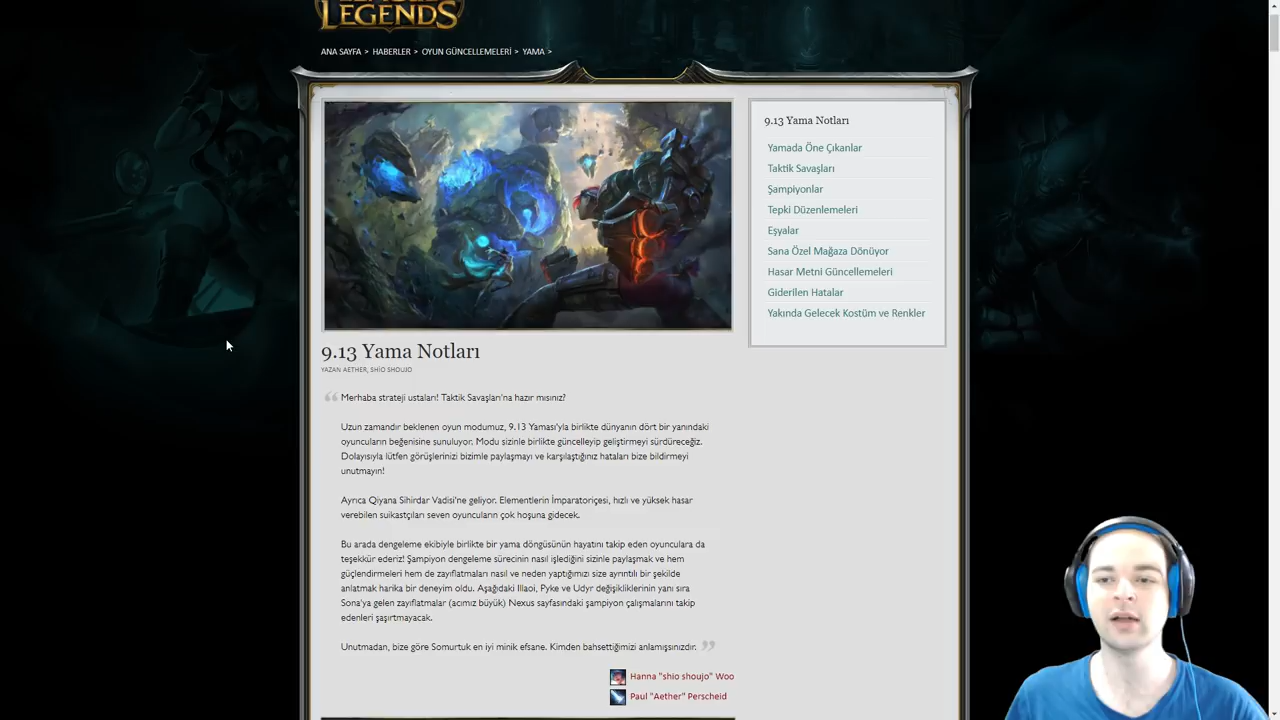 LEGENDS
ANA SAYFA > HABERLER > OYUN GÜNCELLEMELERİ > YAMA >
9.13 Yama Notları
Yamada Öne Çıkanlar
Taktik Savaşları
Şampiyonlar
Tepki Düzenlemeleri
Eşyalar
Sana Özel Mağaza Dönüyor
Hasar Metni Güncellemeleri
Giderilen Hatalar
Yakında Gelecek Kostüm ve Renkler
9.13 Yama Notları
YAZAN AETHER, SHIO SHOUJO
Merhaba strateji ustaları! Taktik Savaşları'na hazır mısınız?
Uzun zamandır beklenen oyun modumuz, 9.13 Yaması'yla birlikte dünyanın dört bir yanındaki
oyuncuların beğenisine sunuluyor. Modu sizinle birlikte güncelleyip geliştirmeyi sürdüreceğiz.
Dolayısıyla lütfen görüşlerinizi bizimle paylaşmayı ve karşılaştığınız hataları bize bildirmeyi
unutmayın!
Ayrıca Qiyana Sihirdar Vadisi'ne geliyor. Elementlerin İmparatoriçesi, hızlı ve yüksek hasar
verebilen suikastçıları seven oyuncuların çok hoşuna gidecek.
Bu arada dengeleme ekibiyle birlikte bir yama döngüsünün hayatını takip eden oyunculara da
teşekkür ederiz! Şampiyon dengeleme sürecinin nasıl işlediğini sizinle paylaşmak ve hem
güçlendirmeleri hem de zayıflatmaları nasıl ve neden yaptığımızı size ayrıntılı bir şekilde
anlatmak harika bir deneyim oldu. Aşağıdaki Illaoi, Pyke ve Udyr değişikliklerinin yanı sıra
Sona'ya gelen zayıflatmalar (acımız büyük) Nexus sayfasındaki şampiyon çalışmalarını takip
edenleri şaşırtmayacak.
Unutmadan, bize göre Somurtuk en iyi minik efsane. Kimden bahsettiğimizi anlamışsınızdır.
Hanna "shio shoujo" Woo
Paul "Aether" Perscheid